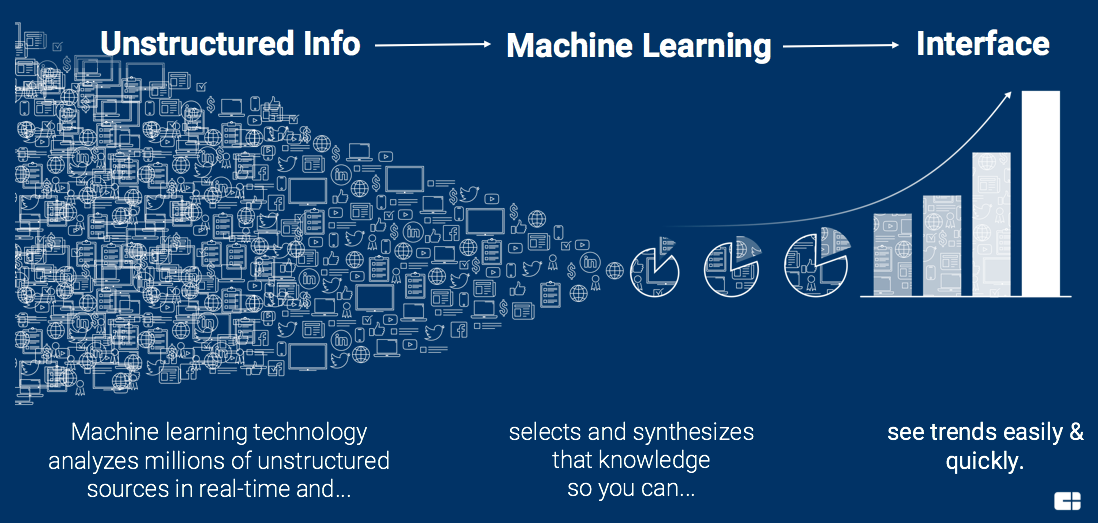 Unstructured Info
Machine Learning
Interface
Machine learning technology
analyzes millions of unstructured
sources in real-time and...
selects and synthesizes
that knowledge
so you can...
see trends easily &
quickly.